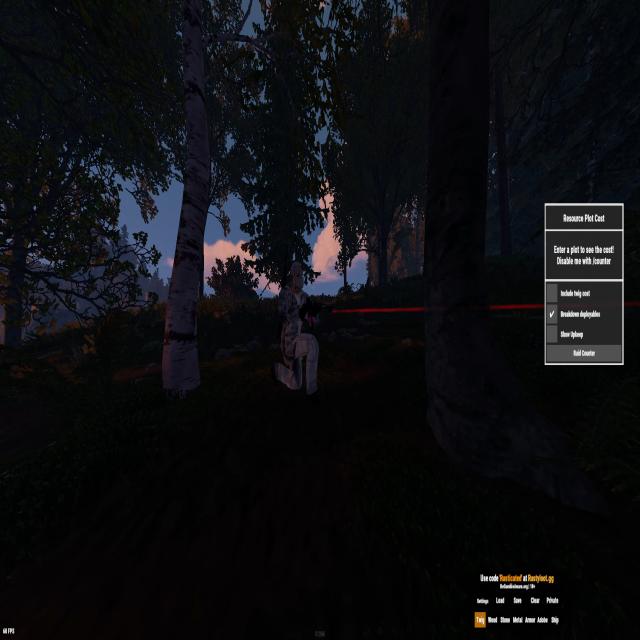 Resource Plot Cost
Enter a plot to see the cost!
Disable me with /counter
Include twig cost
✓ Breakdown deployables
Show Upkeep
Raid Counter
Use code 'Rusticated' at Rustyloot.gg
Settings Load Save Clear Private
Twig Wood Stone Metal Armor Adobe Ship
60 FPS